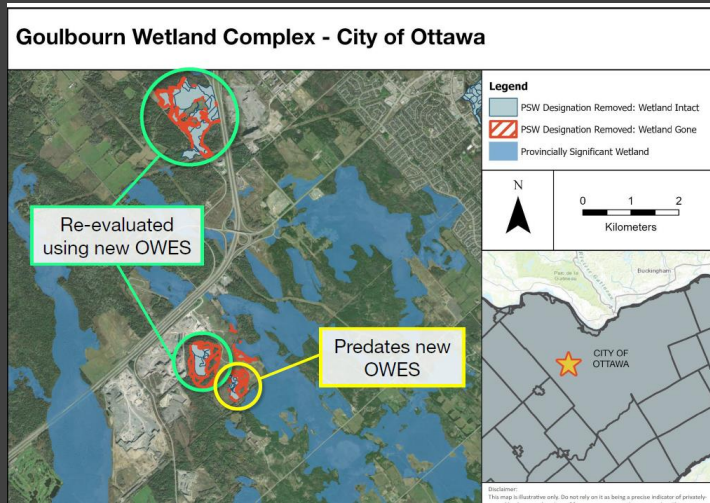 Goulbourn Wetland Complex - City of Ottawa
Legend
PSW Designation Removed: Wetland Intact
PSW Designation Removed: Wetland Gone
Provincially Significant Wetland
N
0 1 2
Kilometers
Re-evaluated
using new OWES
Predates new
OWES
Buckingham
CITY OF
OTTAWA
Disclaimer:
This map is illustrative only. Do not rely on it as being a precise indicator of privately-